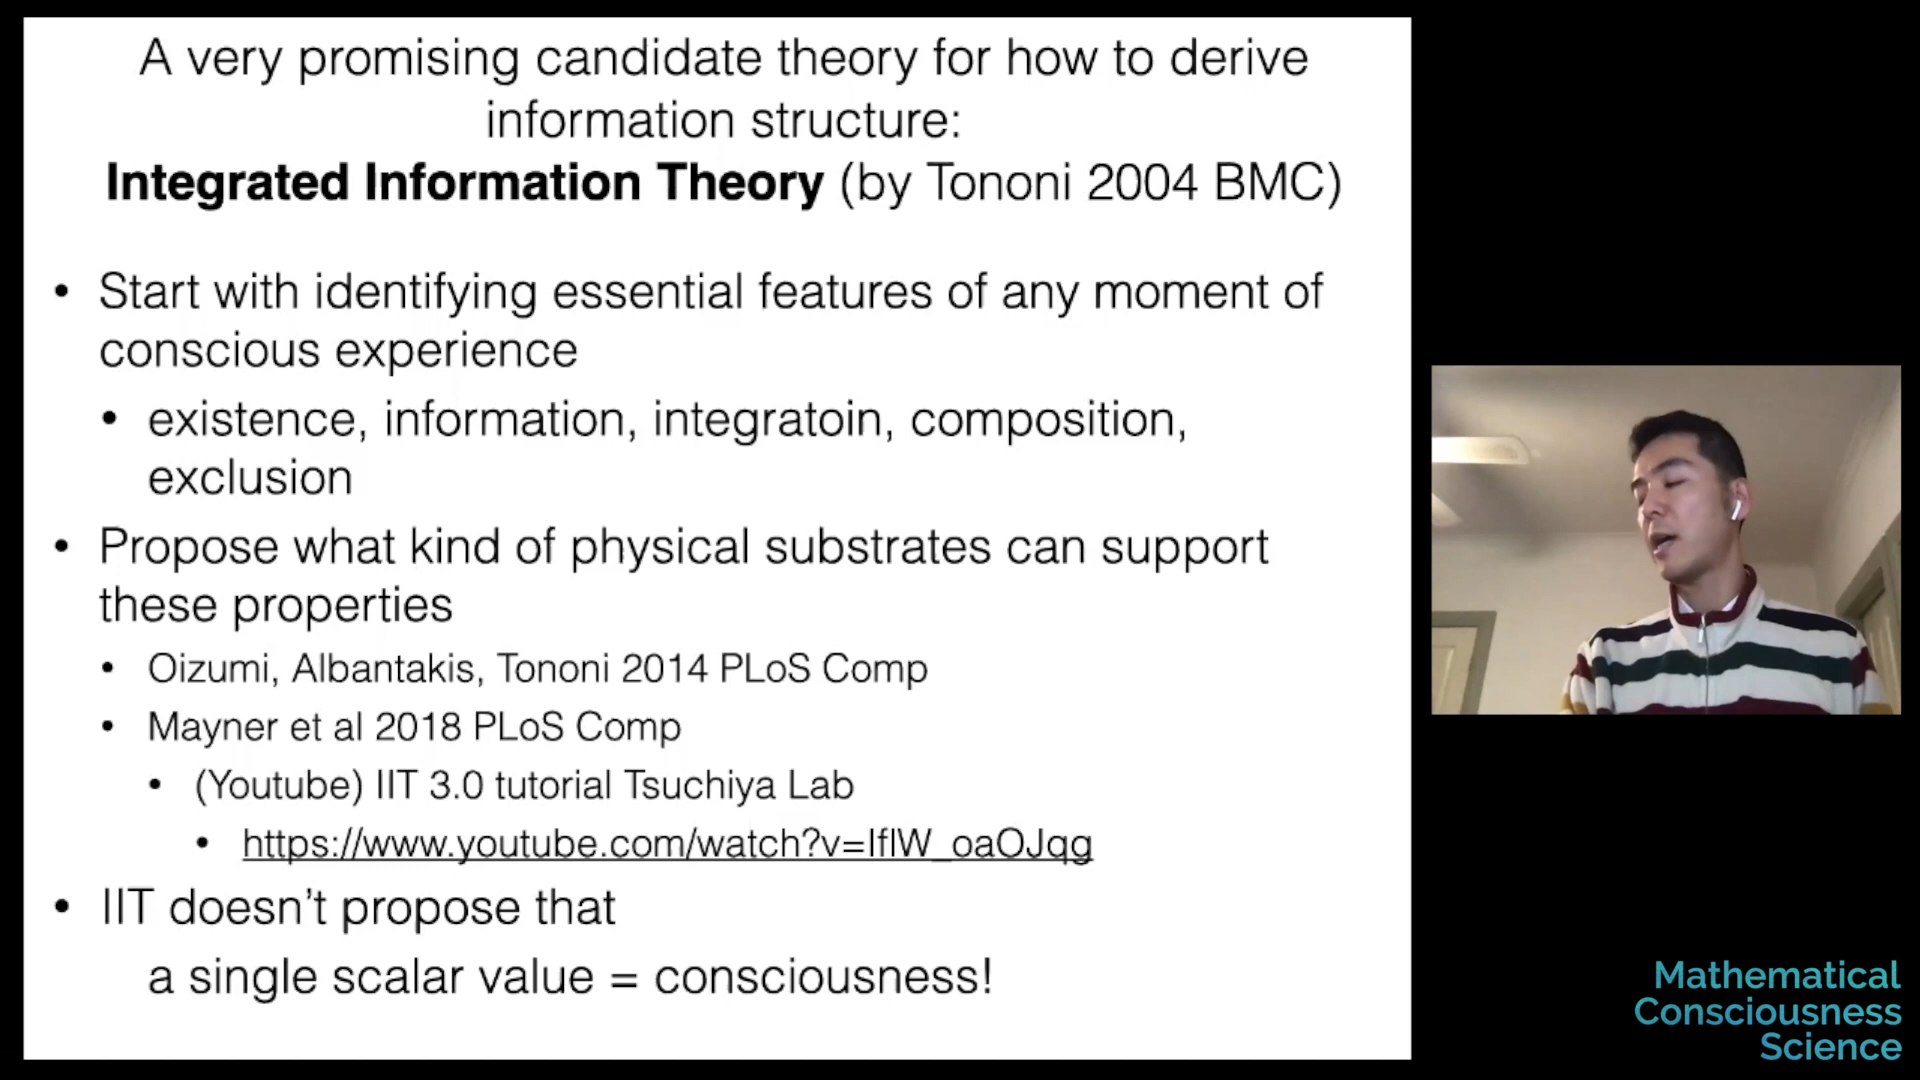 A very promising candidate theory for how to derive
information structure:
Integrated Information Theory (by Tononi 2004 BMC)
• Start with identifying essential features of any moment of
conscious experience
• existence, information, integratoin, composition,
exclusion
• Propose what kind of physical substrates can support
these properties
• Oizumi, Albantakis, Tononi 2014 PLoS Comp
• Mayner et al 2018 PLoS Comp
• (Youtube) IIT 3.0 tutorial Tsuchiya Lab
• https://www.youtube.com/watch?v=IflW_oaOJqg
• IIT doesn't propose that
a single scalar value = consciousness!
Mathematical
Consciousness
Science